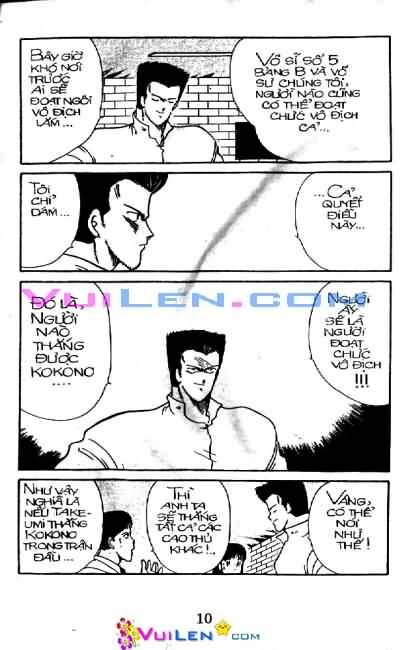 BÂY GIỜ
KHÓ NÓI
TRƯỚC
AI SẼ
ĐOẠT NGÔI
VÔ ĐỊCH
LẮM...
VÕ SĨ SỐ 5
BẢNG B VÀ VÕ
SƯ CHÚNG TÔI,
NGƯỜI NÀO CŨNG
CÓ THỂ ĐOẠT
CHỨC VÔ ĐỊCH
CẢ...
TÔI
CHỈ
DÁM...
...CẢ
QUYẾT
ĐIỀU
NÀY...
VuiLen.com
ĐÓ LÀ,
NGƯỜI
NÀO
THẮNG
ĐƯỢC
KOKONO
....
NGƯỜI
ẤY
SẼ LÀ
NGƯỜI
ĐOẠT
CHỨC
VÔ ĐỊCH
!!!
NHƯ VẬY
NGHĨA LÀ
NẾU TAKE-
UMI THẮNG
KOKONO
TRONG TRẬN
ĐẤU...
THÌ
ANH TA
SẼ THẮNG
TẤT CẢ CÁC
CAO THỦ
KHÁC!..
VÂNG,
CÓ THỂ
NÓI
NHƯ
THẾ!
10
VuiLen.com